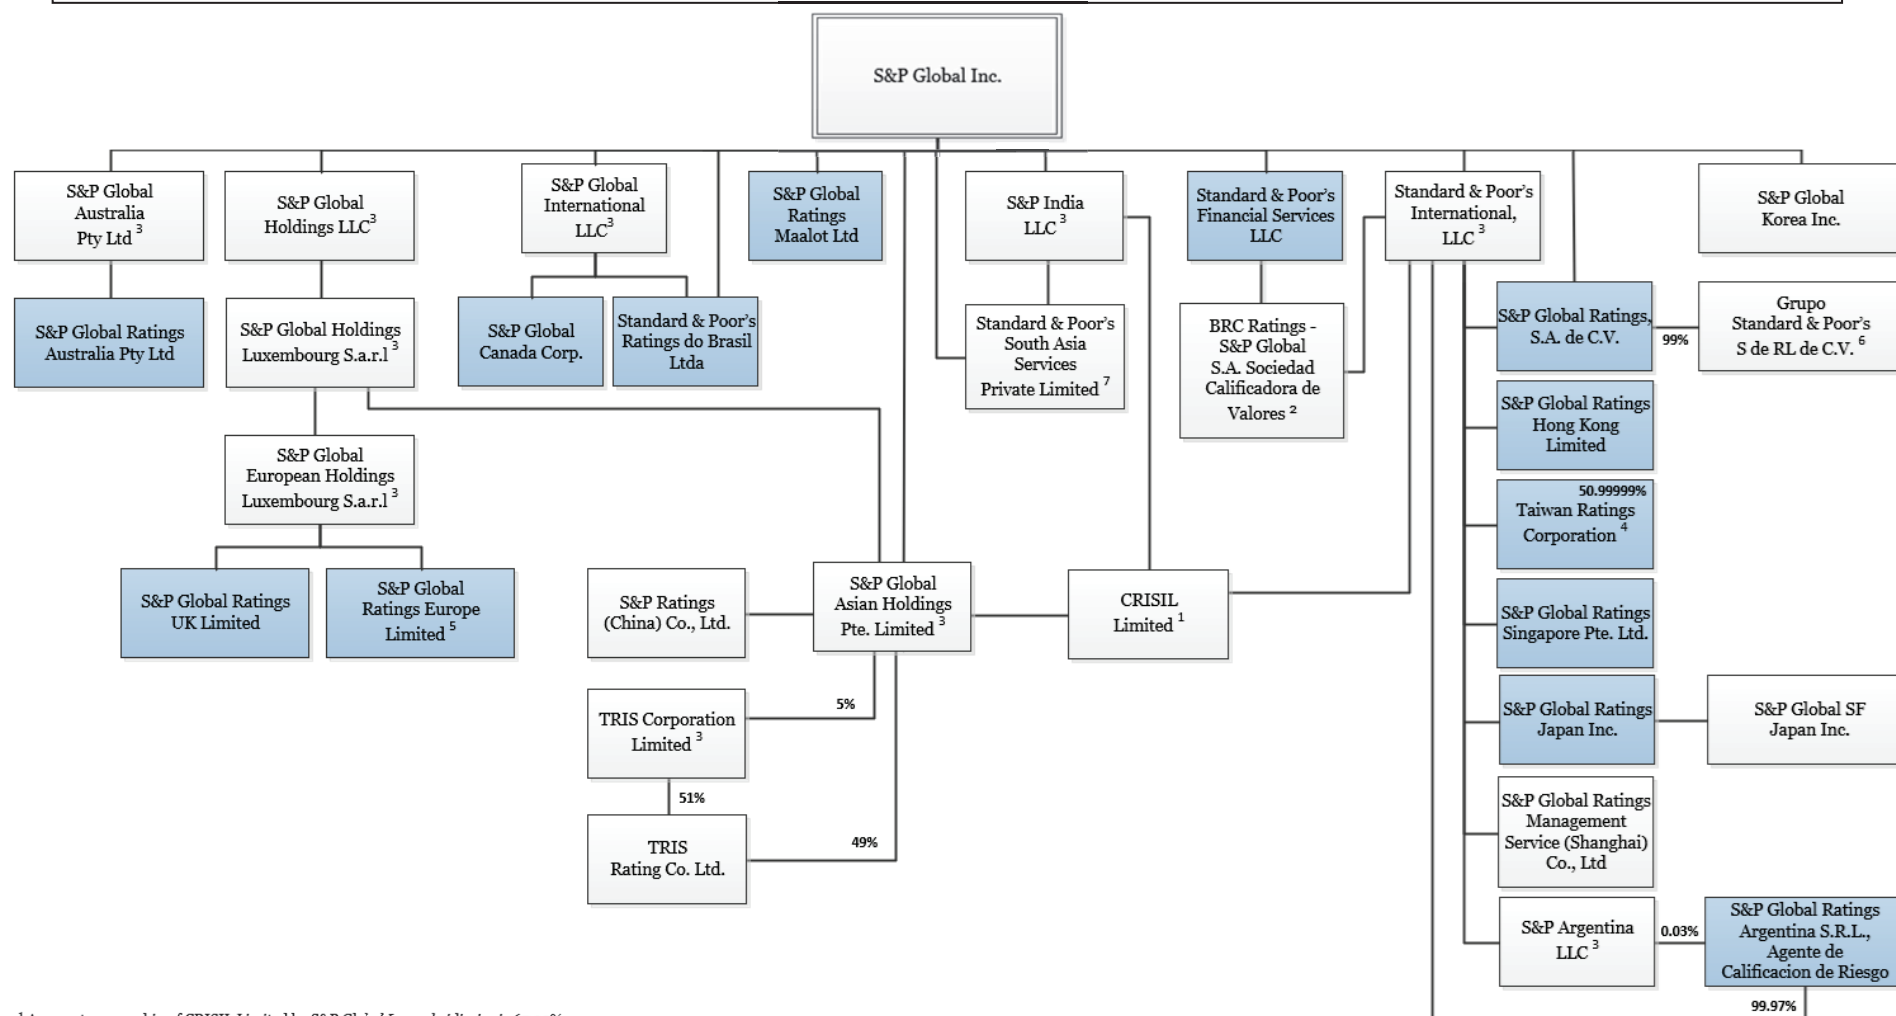 S&P Global Inc.
S&P Global
Australia
Pty Ltd 3
S&P Global
Holdings LLC3
S&P Global
International
LLC3
S&P Global
Ratings
Maalot Ltd
S&P India
LLC 3
Standard & Poor's
Financial Services
LLC
Standard & Poor's
International,
LLC 3
S&P Global
Korea Inc.
S&P Global Ratings
Australia Pty Ltd
S&P Global Holdings
Luxembourg S.a.r.l 3
S&P Global
Canada Corp.
Standard & Poor's
Ratings do Brasil
Ltda
Standard & Poor's
South Asia
Services
Private Limited 7
BRC Ratings -
S&P Global
S.A. Sociedad
Calificadora de
Valores 2
S&P Global Ratings,
S.A. de C.V.
99%
Grupo
Standard & Poor's
S de RL de C.V. 6
S&P Global Ratings
Hong Kong
Limited
S&P Global
European Holdings
Luxembourg S.a.r.l 3
50.99999%
Taiwan Ratings
Corporation 4
S&P Global Ratings
UK Limited
S&P Global
Ratings Europe
Limited 5
S&P Ratings
(China) Co., Ltd.
S&P Global
Asian Holdings
Pte. Limited 3
CRISIL
Limited 1
S&P Global Ratings
Singapore Pte. Ltd.
TRIS Corporation
Limited 3
5%
S&P Global Ratings
Japan Inc.
S&P Global SF
Japan Inc.
51%
TRIS
Rating Co. Ltd.
49%
S&P Global Ratings
Management
Service (Shanghai)
Co., Ltd
S&P Argentina
LLC 3
0.03%
S&P Global Ratings
Argentina S.R.L.,
Agente de
Calificacion de Riesgo
99.97%